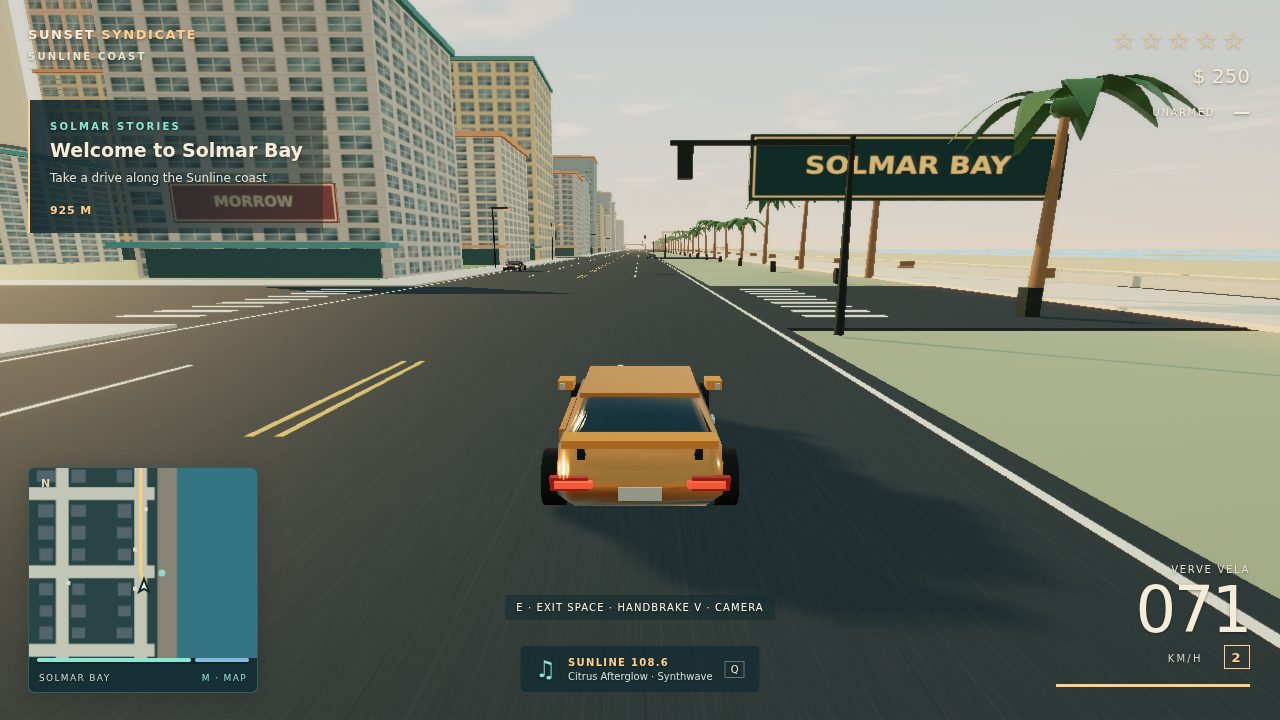 SUNSET SYNDICATE
SUNLINE COAST
SOLMAR STORIES
Welcome to Solmar Bay
Take a drive along the Sunline coast
925 M
MORROW
SOLMAR BAY
$ 250
UNARMED —
N
SOLMAR BAY
M · MAP
E · EXIT SPACE · HANDBRAKE V · CAMERA
SUNLINE 108.6
Citrus Afterglow · Synthwave
Q
VERVE VELA
071
KM/H
2